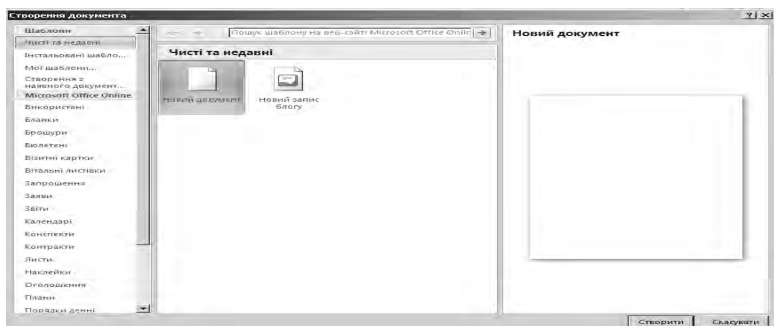 Створення документа
Шаблони
Чисті та недавні
Інстальовані шабло...
Мої шаблони...
Створення з
наявного документ...
Microsoft Office Online
Використені
Бланки
Брошури
Бюлетені
Візитні картки
Вітальні листівки
Запрошення
Заяви
Звіти
Календарі
Конспекти
Контракти
Листи
Наклейки
Оголошення
Плани
Порядки денні
Пошук шаблону на веб-сайті Microsoft Office Onlin
Чисті та недавні
Новий документ
Новий запис
блогу
Новий документ
Створити
Скасувати